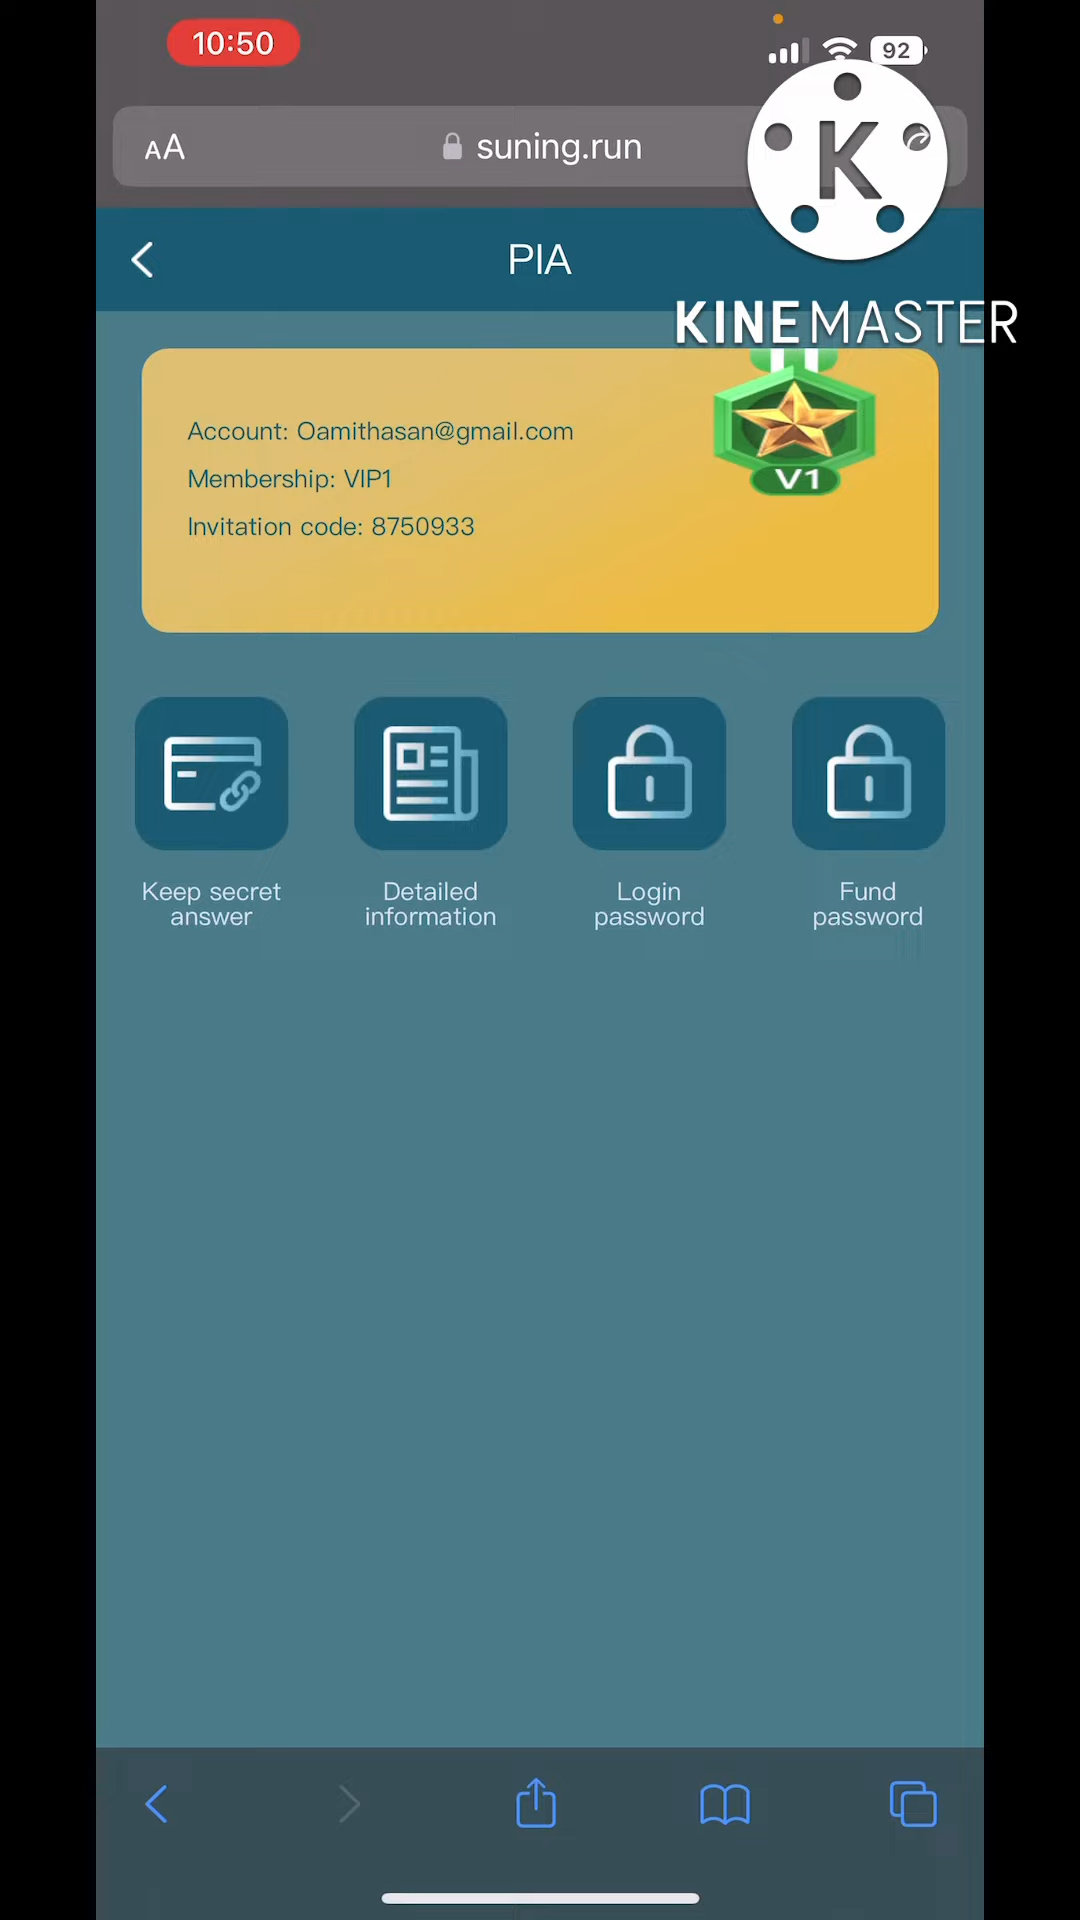 10:50
92
AA
suning.run
K
PIA
KINEMASTER
Account: Oamithasan@gmail.com
Membership: VIP1
Invitation code: 8750933
V1
Keep secret
answer
Detailed
information
Login
password
Fund
password